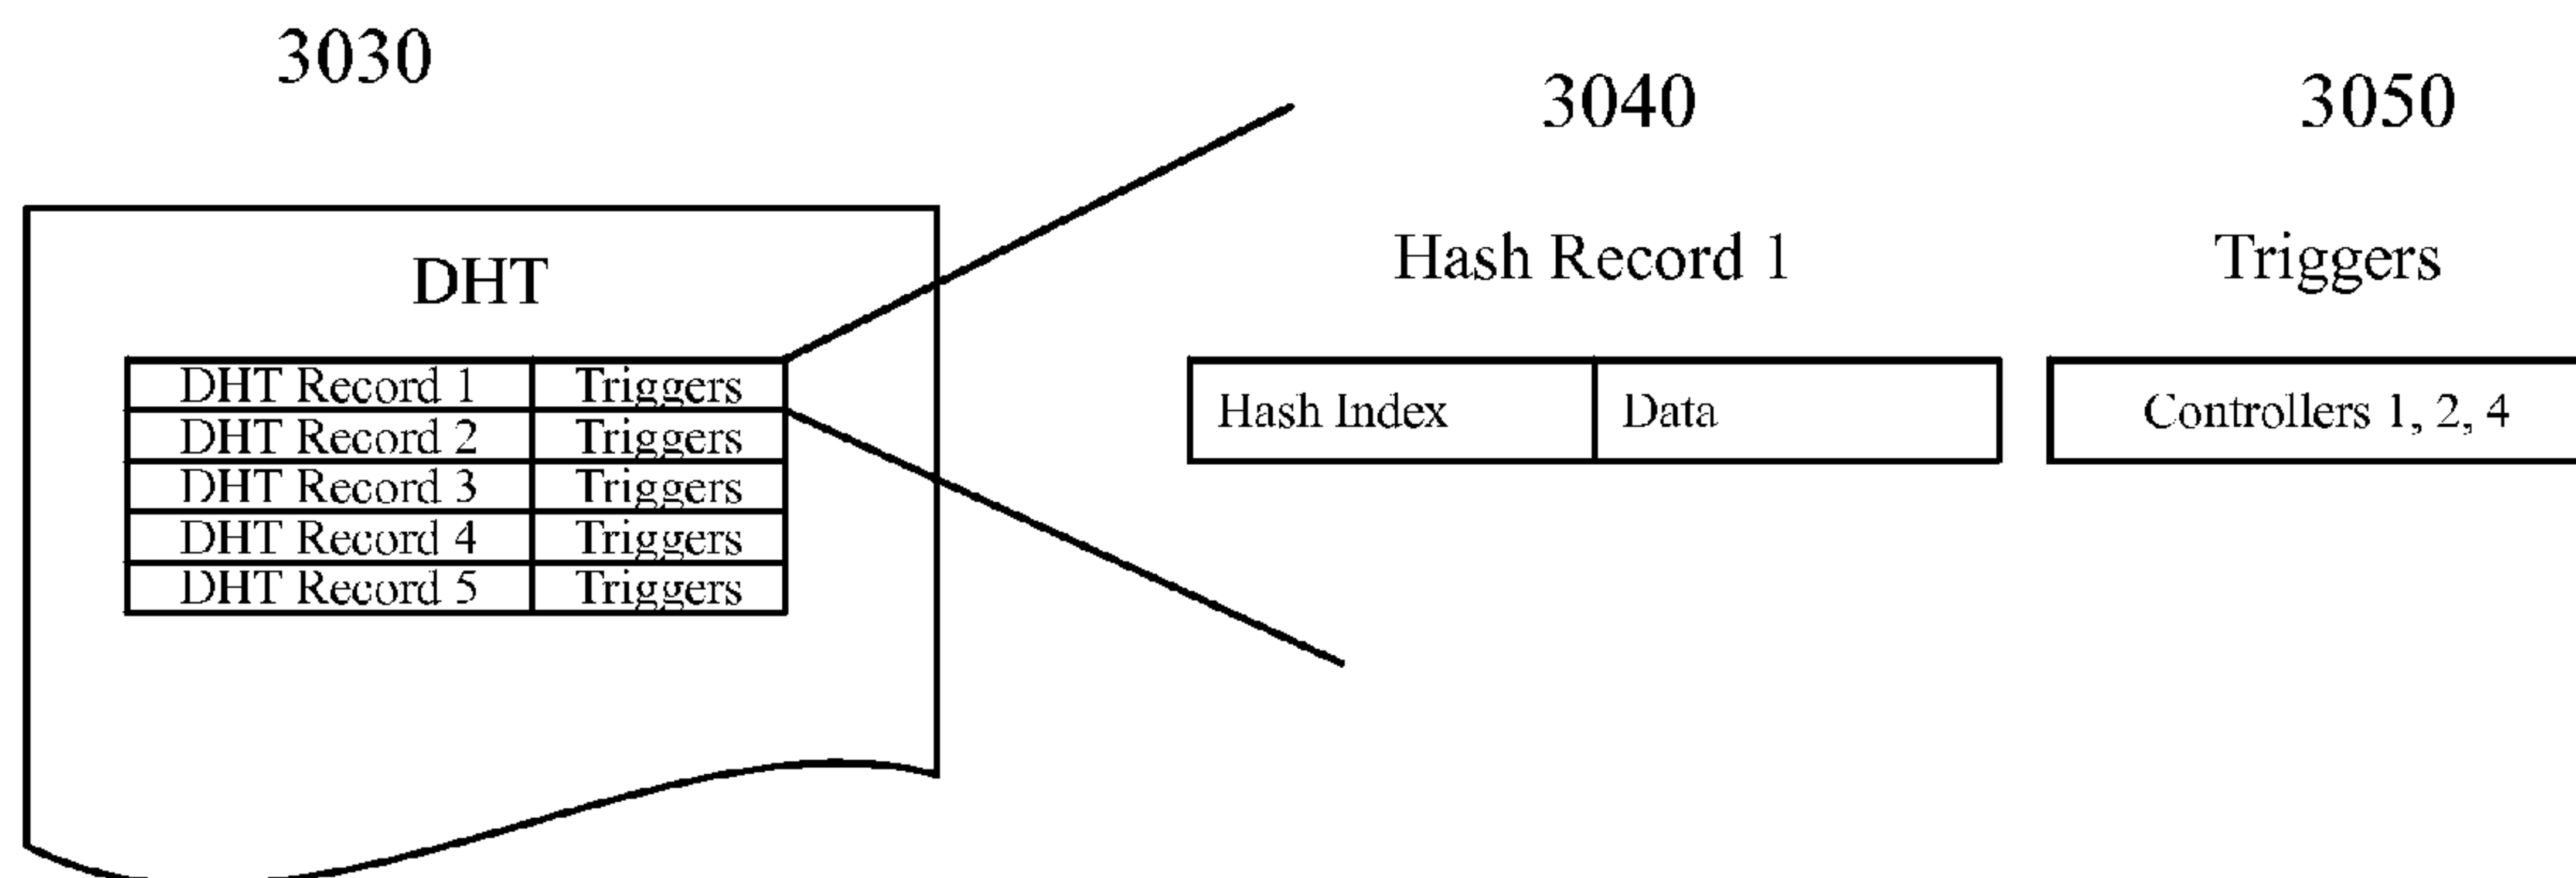 3030
3040
3050
DHT
Hash Record 1
Triggers
DHT Record 1 Triggers
DHT Record 2 Triggers
DHT Record 3 Triggers
DHT Record 4 Triggers
DHT Record 5 Triggers
Hash Index Data
Controllers 1, 2, 4